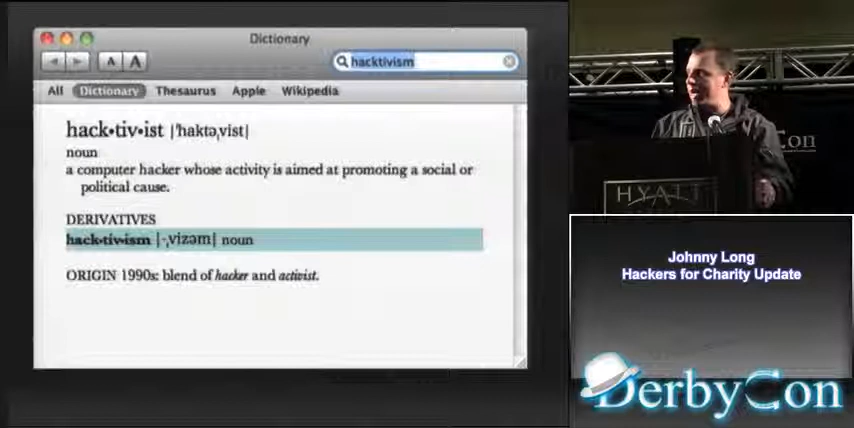 Dictionary
A A
hacktivism
All Dictionary Thesaurus Apple Wikipedia
hack•tiv•ist |ˈhaktəˌvist|
noun
a computer hacker whose activity is aimed at promoting a social or
political cause.
DERIVATIVES
hack•tiv•ism |-ˌvizəm| noun
ORIGIN 1990s: blend of hacker and activist.
on
HYATT
Johnny Long
Hackers for Charity Update
DerbyCon